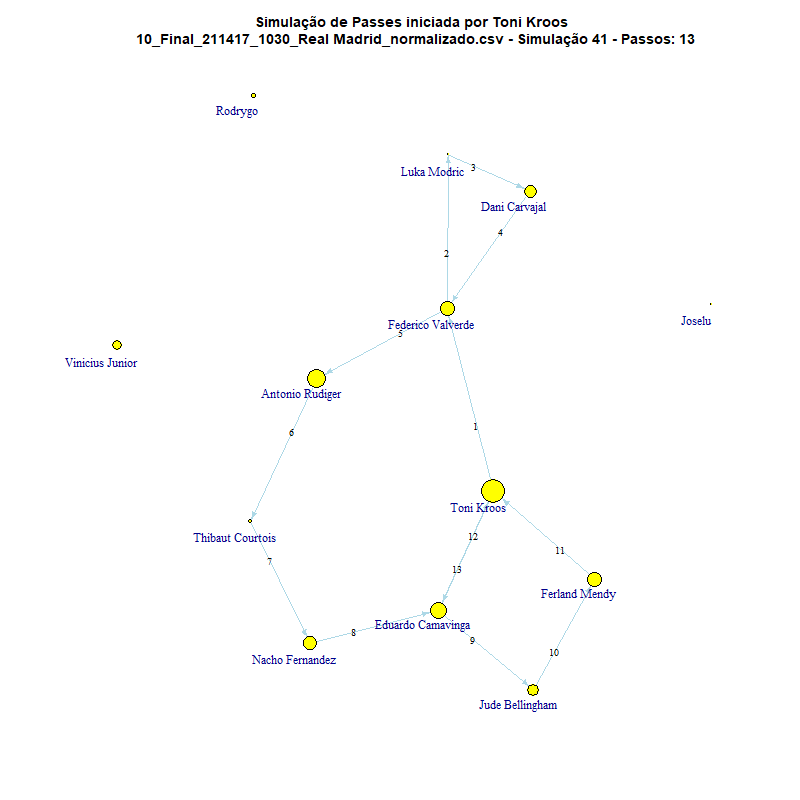 Simulação de Passes iniciada por Toni Kroos
10_Final_211417_1030_Real Madrid_normalizado.csv - Simulação 41 - Passos: 13
Rodrygo
3
Luka Modric
Dani Carvajal
4
2
Joselu
Federico Valverde
5
Vinicius Junior
Antonio Rudiger
1
6
Toni Kroos
Thibaut Courtois
12
11
7
13
Ferland Mendy
Eduardo Camavinga
8
9
10
Nacho Fernandez
Jude Bellingham